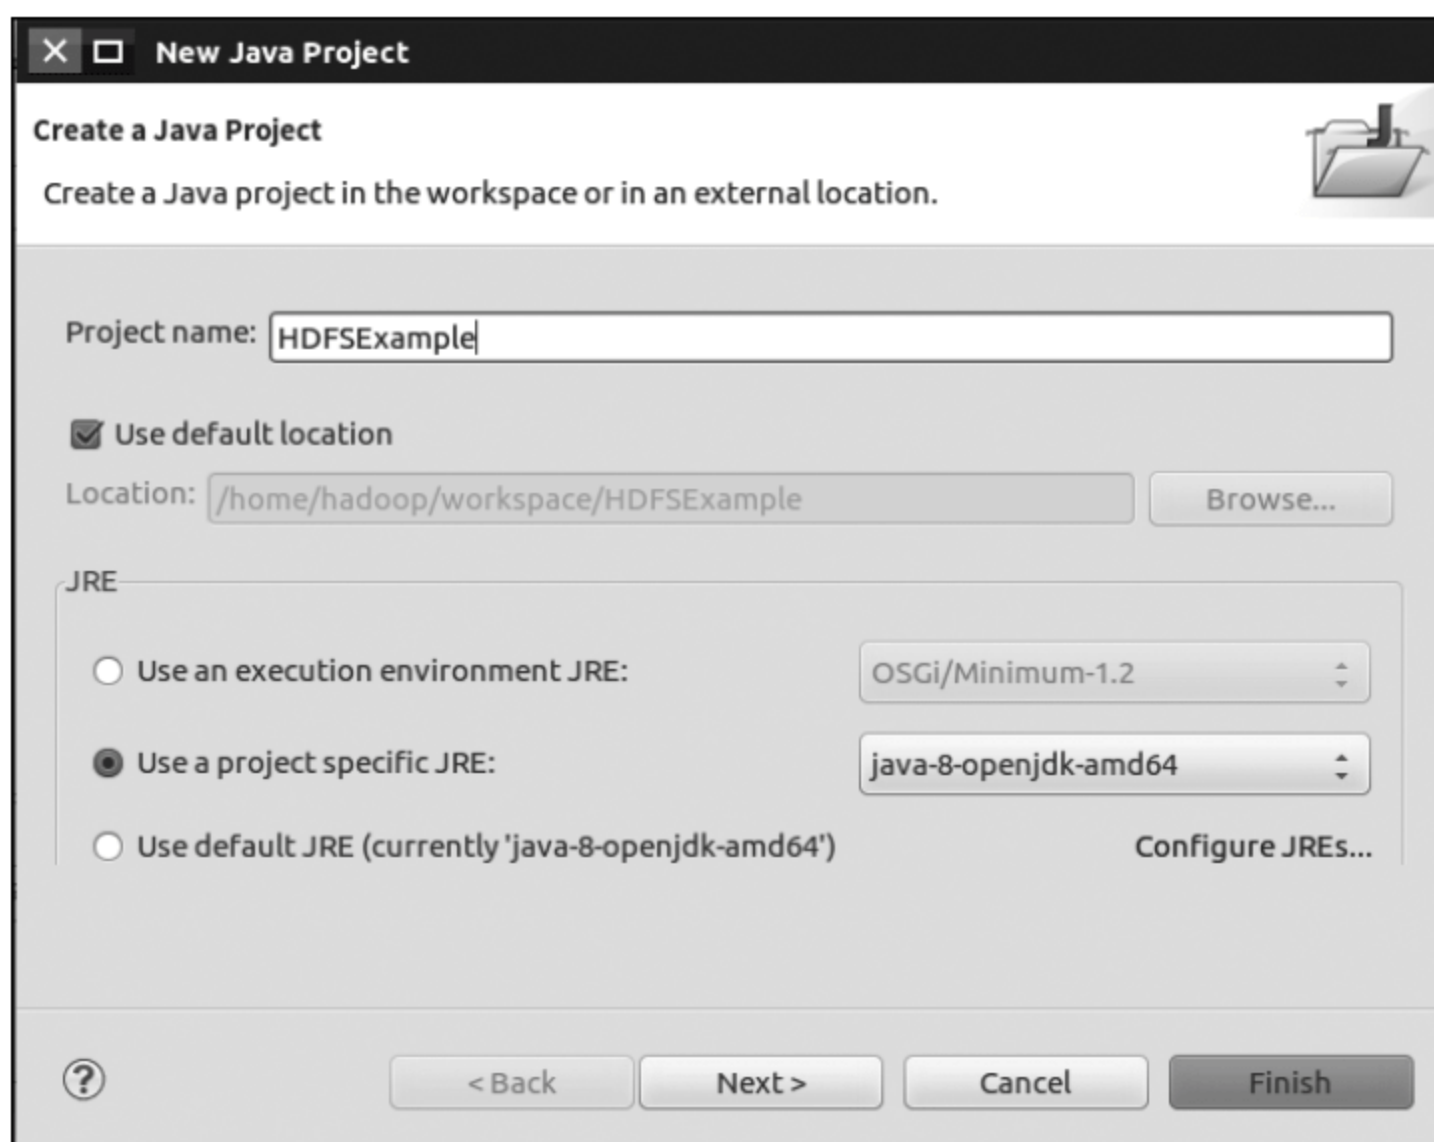 New Java Project
Create a Java Project
Create a Java project in the workspace or in an external location.
Project name: HDFSExample
Use default location
Location: /home/hadoop/workspace/HDFSExample Browse...
JRE
Use an execution environment JRE: OSGi/Minimum-1.2
Use a project specific JRE: java-8-openjdk-amd64
Use default JRE (currently 'java-8-openjdk-amd64') Configure JREs...
? < Back Next > Cancel Finish